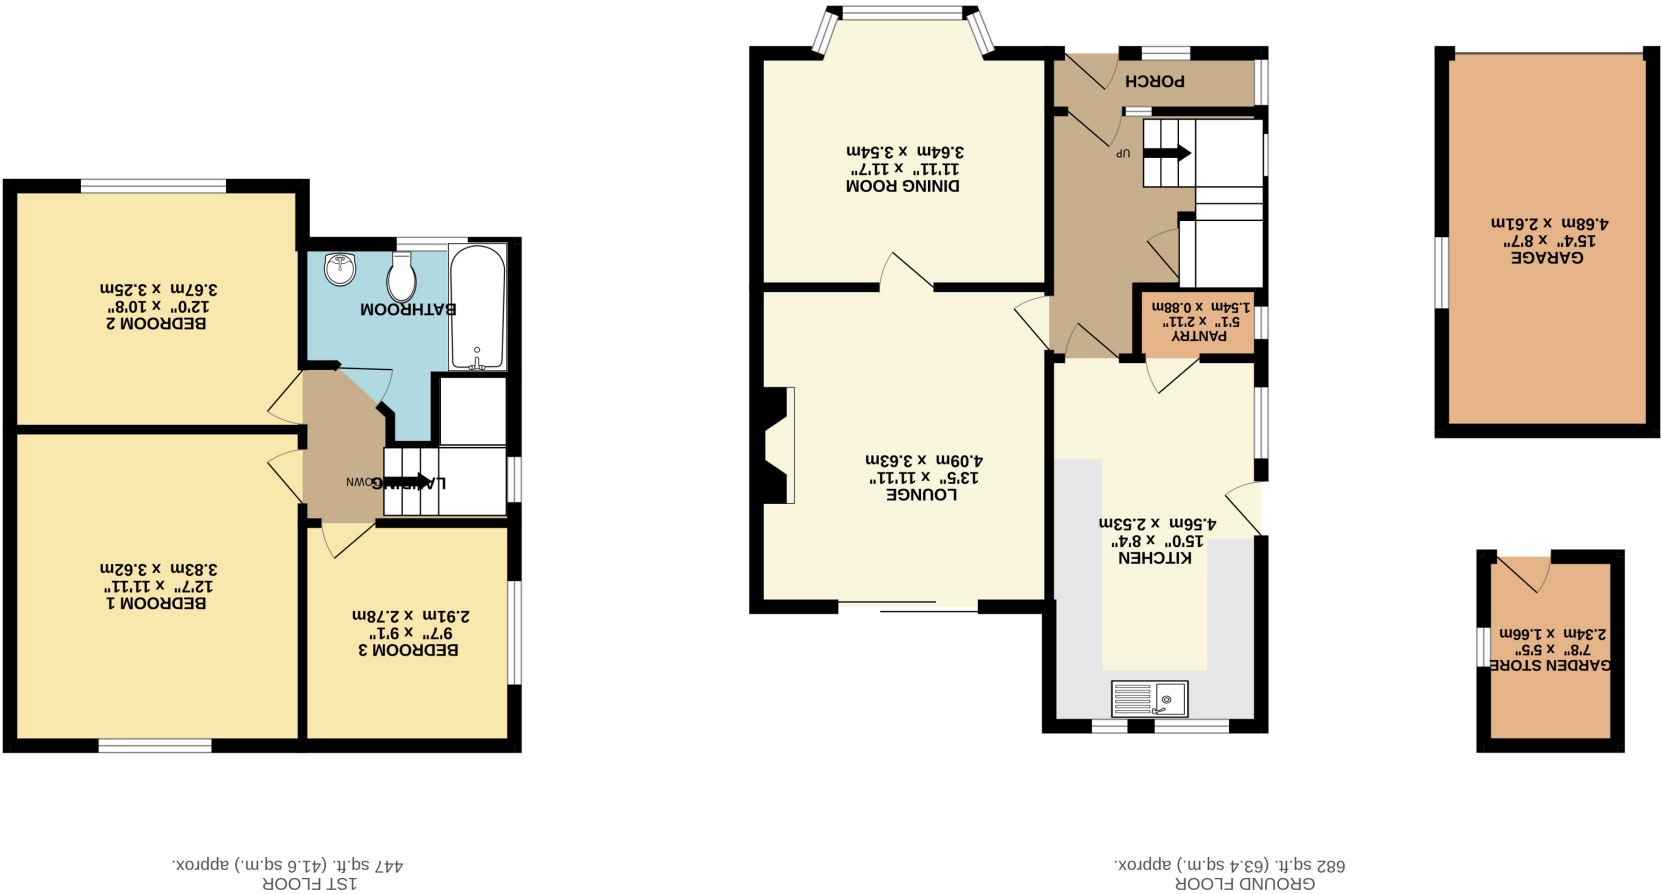 GROUND FLOOR
682 sq.ft. (63.4 sq.m.) approx.
1ST FLOOR
447 sq.ft. (41.6 sq.m.) approx.
GARDEN STORE
7'8" x 5'5"
2.34m x 1.66m
KITCHEN
15'0" x 8'4"
4.56m x 2.53m
LOUNGE
13'5" x 11'11"
4.09m x 3.63m
PANTRY
5'1" x 2'11"
1.54m x 0.88m
GARAGE
15'4" x 8'7"
4.68m x 2.61m
DINING ROOM
11'11" x 11'7"
3.64m x 3.54m
UP
PORCH
BEDROOM 3
9'7" x 9'1"
2.91m x 2.78m
BEDROOM 1
12'7" x 11'11"
3.83m x 3.62m
LANDING
DOWN
BATHROOM
BEDROOM 2
12'0" x 10'8"
3.67m x 3.25m